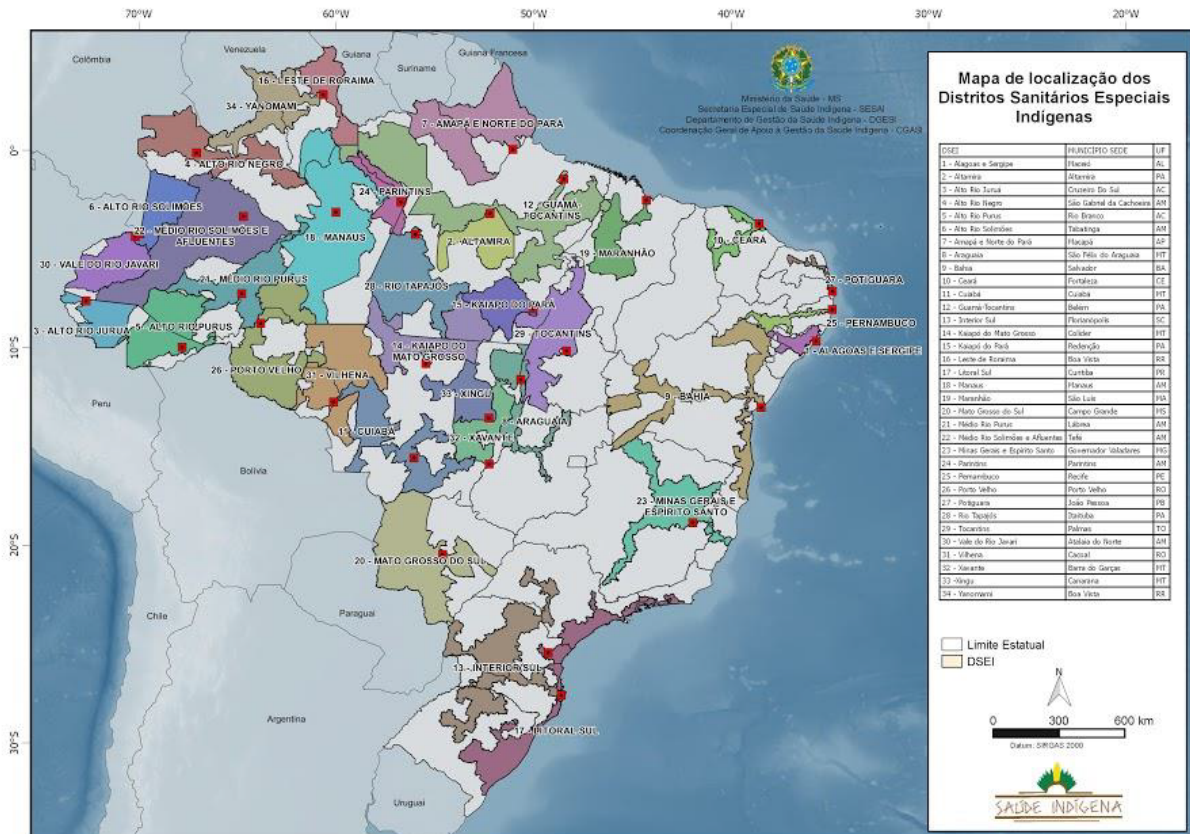 70°W 60°W 50°W 40°W 30°W 20°W
Colômbia
Venezuela
Guiana
Suriname
Guiana Francesa
16 - LESTE DE RORAIMA
34 - YANOMAMI
7 - AMAPÁ E NORTE DO PARÁ
0°
4 - ALTO RIO NEGRO
24 - PARINTINS
6 - ALTO RIO SOLIMÕES
12 - GUAMÁ-
TOCANTINS
22 - MÉDIO RIO SOLIMÕES E
AFLUENTES
18 - MANAUS
2 - ALTAMIRA
10 - CEARÁ
19 - MARANHÃO
30 - VALE DO RIO JAVARI
21 - MÉDIO RIO PURUS
28 - RIO TAPAJÓS
27 - POTIGUARA
15 - KAIAPÓ DO PARÁ
3 - ALTO RIO JURUÁ
5 - ALTO RIO PURUS
29 - TOCANTINS
25 - PERNAMBUCO
14 - KAIAPÓ DO
MATO GROSSO
1 - ALAGOAS E SERGIPE
10°S
26 - PORTO VELHO
31 - VILHENA
33 - XINGU
9 - BAHIA
Peru
8 - ARAGUAIA
11 - CUIABÁ
32 - XAVANTE
Bolívia
23 - MINAS GERAIS E
ESPÍRITO SANTO
20°S
20 - MATO GROSSO DO SUL
Paraguai
Chile
13 - INTERIOR SUL
Argentina
17 - LITORAL SUL
30°S
Uruguai
Ministério da Saúde - MS
Secretaria Especial de Saúde Indígena - SESAI
Departamento de Gestão da Saúde Indígena - DGESI
Coordenação Geral de Apoio à Gestão da Saúde Indígena - CGASI
Mapa de localização dos
Distritos Sanitários Especiais
Indígenas
DSEI MUNICÍPIO SEDE UF
1 - Alagoas e Sergipe Maceió AL
2 - Altamira Altamira PA
3 - Alto Rio Juruá Cruzeiro Do Sul AC
4 - Alto Rio Negro São Gabriel da Cachoeira AM
5 - Alto Rio Purus Rio Branco AC
6 - Alto Rio Solimões Tabatinga AM
7 - Amapá e Norte do Pará Macapá AP
8 - Araguaia São Félix do Araguaia MT
9 - Bahia Salvador BA
10 - Ceará Fortaleza CE
11 - Cuiabá Cuiabá MT
12 - Guamá-Tocantins Belém PA
13 - Interior Sul Florianópolis SC
14 - Kaiapó do Mato Grosso Colider MT
15 - Kaiapó do Pará Redenção PA
16 - Leste de Roraima Boa Vista RR
17 - Litoral Sul Curitiba PR
18 - Manaus Manaus AM
19 - Maranhão São Luís MA
20 - Mato Grosso do Sul Campo Grande MS
21 - Médio Rio Purus Lábrea AM
22 - Médio Rio Solimões e Afluentes Tefé AM
23 - Minas Gerais e Espírito Santo Governador Valadares MG
24 - Parintins Parintins AM
25 - Pernambuco Recife PE
26 - Porto Velho Porto Velho RO
27 - Potiguara João Pessoa PB
28 - Rio Tapajós Itaituba PA
29 - Tocantins Palmas TO
30 - Vale do Rio Javari Atalaia do Norte AM
31 - Vilhena Cacoal RO
32 - Xavante Barra do Garças MT
33 -Xingu Canarana MT
34 - Yanomami Boa Vista RR
Limite Estatual
DSEI
N
0 300 600 km
Datum: SIRGAS 2000
SAÚDE INDÍGENA